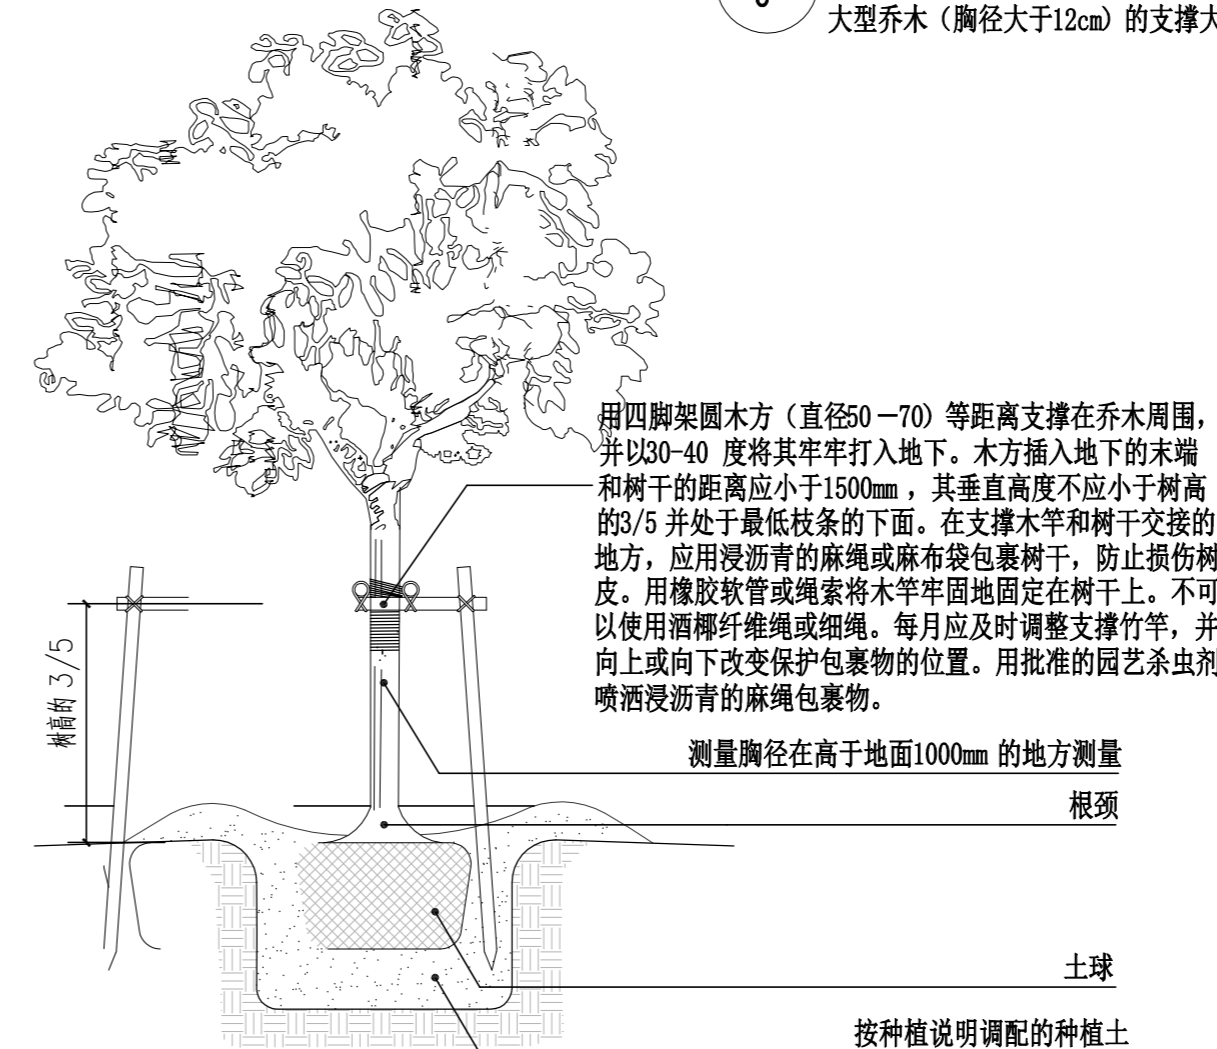 大型乔木（胸径大于12cm）的支撑大
用四脚架圆木方（直径50－70）等距离支撑在乔木周围，
并以30-40 度将其牢牢打入地下。木方插入地下的末端
和树干的距离应小于1500mm ，其垂直高度不应小于树高
的3/5 并处于最低枝条的下面。在支撑木竿和树干交接的
地方，应用浸沥青的麻绳或麻布袋包裹树干，防止损伤树
皮。用橡胶软管或绳索将木竿牢固地固定在树干上。不可
以使用酒椰纤维绳或细绳。每月应及时调整支撑竹竿，并
向上或向下改变保护包裹物的位置。用批准的园艺杀虫剂
喷洒浸沥青的麻绳包裹物。
树高的 3/5
测量胸径在高于地面1000mm 的地方测量
根颈
土球
按种植说明调配的种植土